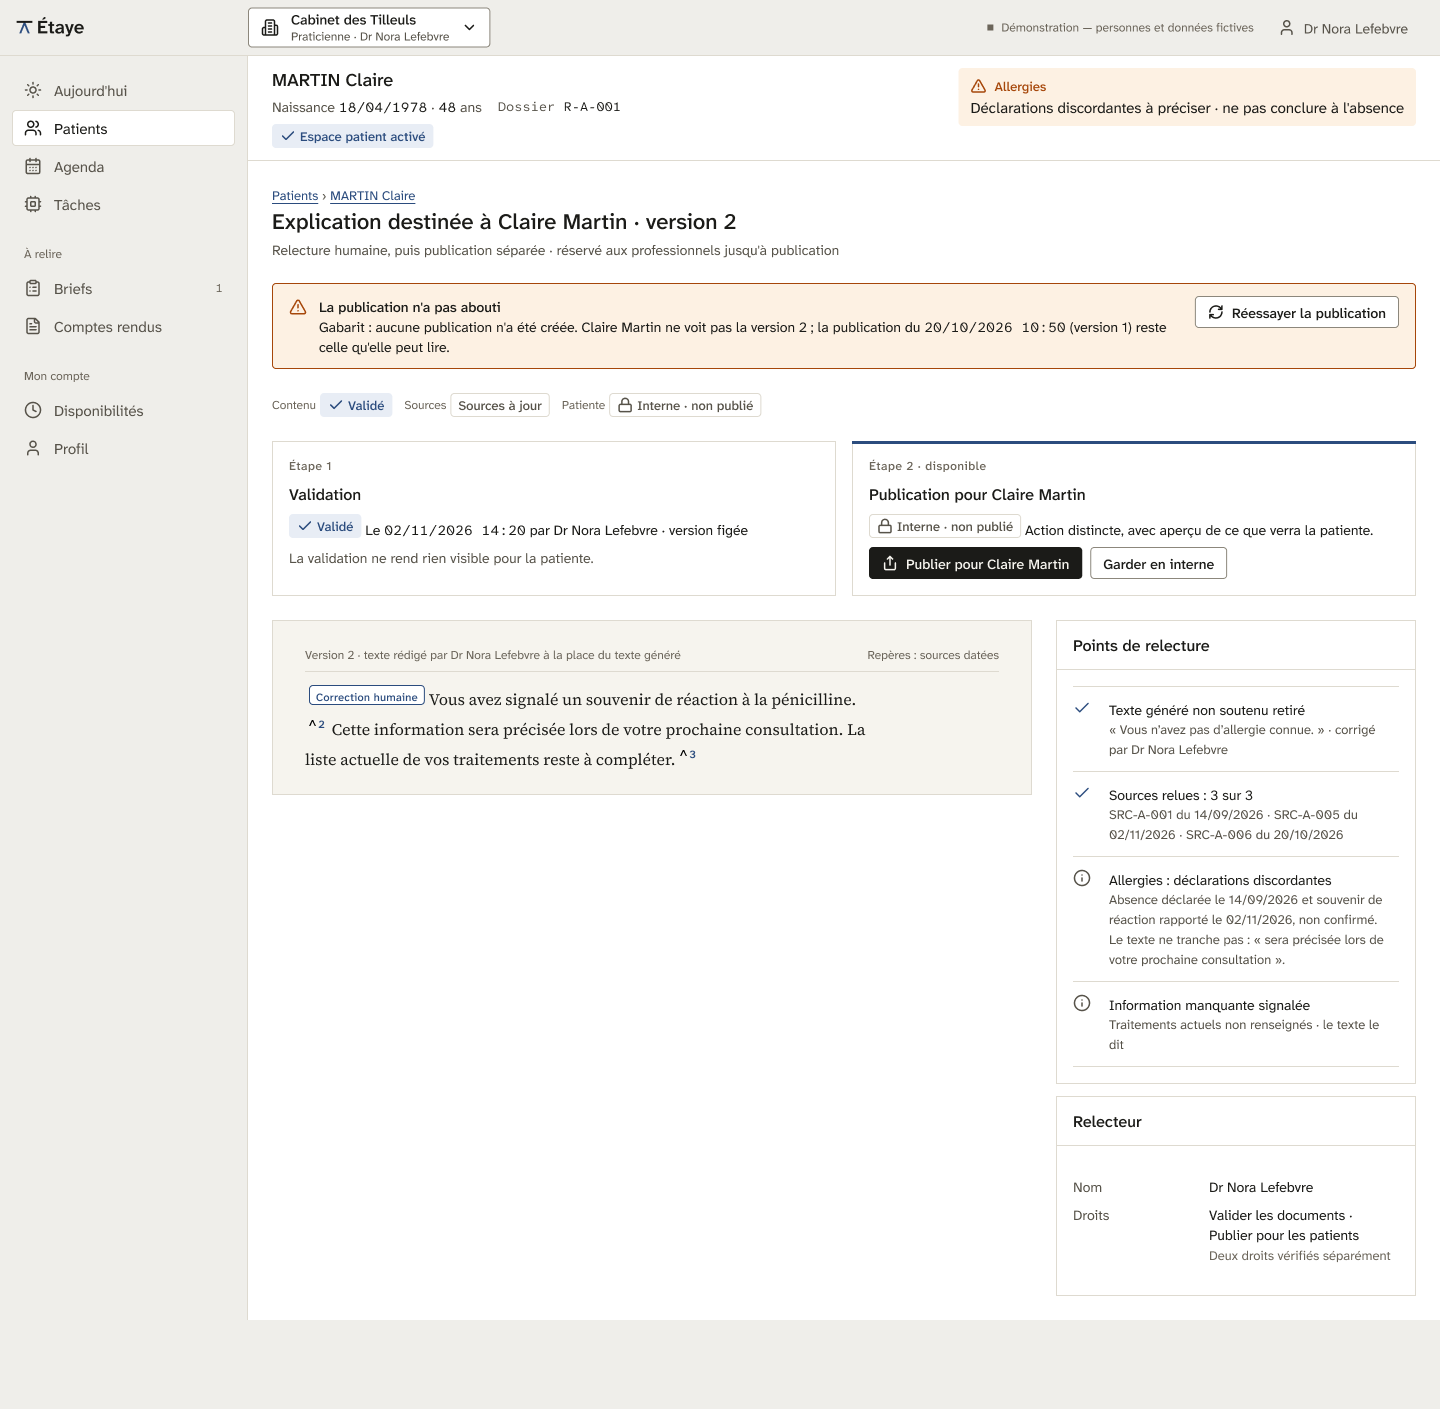 Étaye
Cabinet des Tilleuls
Praticienne · Dr Nora Lefebvre
Démonstration — personnes et données fictives
Dr Nora Lefebvre
Aujourd'hui
Patients
Agenda
Tâches
À relire
Briefs 1
Comptes rendus
Mon compte
Disponibilités
Profil
MARTIN Claire
Naissance 18/04/1978 · 48 ans Dossier R-A-001
Espace patient activé
Allergies
Déclarations discordantes à préciser · ne pas conclure à l'absence
Patients › MARTIN Claire
Explication destinée à Claire Martin · version 2
Relecture humaine, puis publication séparée · réservé aux professionnels jusqu'à publication
La publication n'a pas abouti
Gabarit : aucune publication n'a été créée. Claire Martin ne voit pas la version 2 ; la publication du 20/10/2026 10:50 (version 1) reste
celle qu'elle peut lire.
Réessayer la publication
Contenu Validé Sources Sources à jour Patiente Interne · non publié
Étape 1
Validation
Validé Le 02/11/2026 14:20 par Dr Nora Lefebvre · version figée
La validation ne rend rien visible pour la patiente.
Étape 2 · disponible
Publication pour Claire Martin
Interne · non publié Action distincte, avec aperçu de ce que verra la patiente.
Publier pour Claire Martin Garder en interne
Version 2 · texte rédigé par Dr Nora Lefebvre à la place du texte généré Repères : sources datées
Correction humaine Vous avez signalé un souvenir de réaction à la pénicilline.
^2 Cette information sera précisée lors de votre prochaine consultation. La
liste actuelle de vos traitements reste à compléter. ^3
Points de relecture
Texte généré non soutenu retiré
« Vous n'avez pas d'allergie connue. » · corrigé
par Dr Nora Lefebvre
Sources relues : 3 sur 3
SRC-A-001 du 14/09/2026 · SRC-A-005 du
02/11/2026 · SRC-A-006 du 20/10/2026
Allergies : déclarations discordantes
Absence déclarée le 14/09/2026 et souvenir de
réaction rapporté le 02/11/2026, non confirmé.
Le texte ne tranche pas : « sera précisée lors de
votre prochaine consultation ».
Information manquante signalée
Traitements actuels non renseignés · le texte le
dit
Relecteur
Nom Dr Nora Lefebvre
Droits Valider les documents ·
Publier pour les patients
Deux droits vérifiés séparément